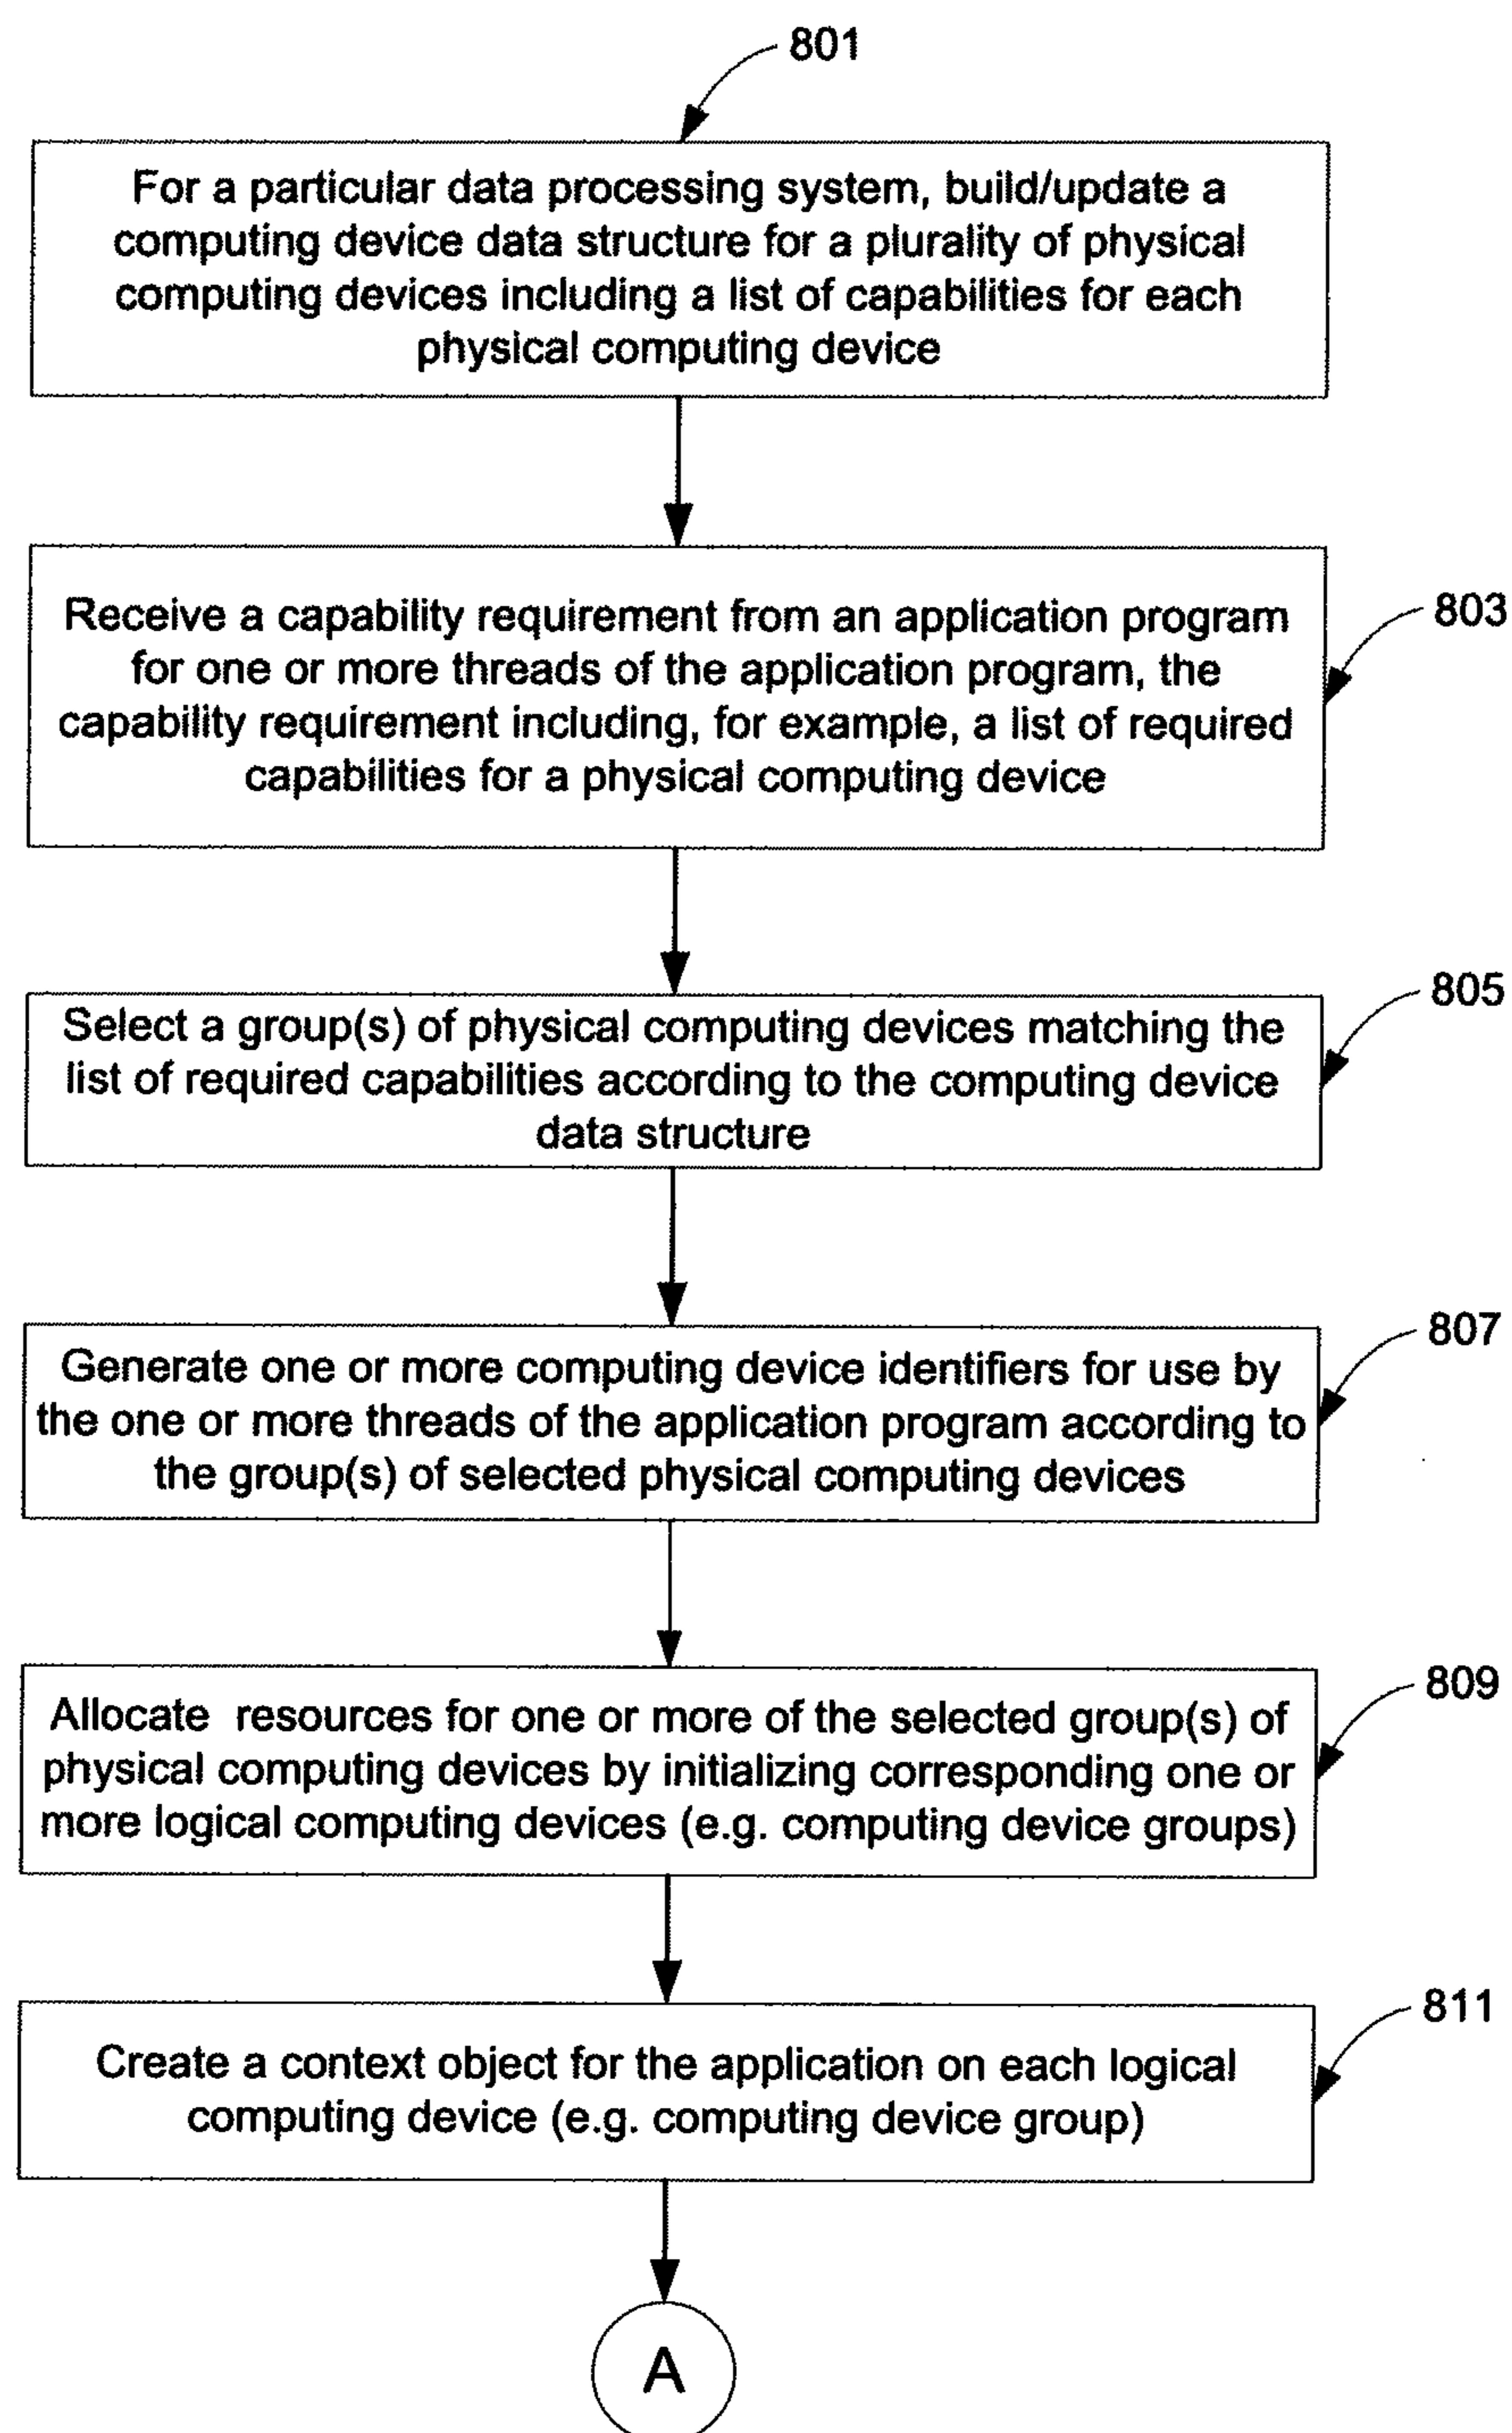 801
For a particular data processing system, build/update a
computing device data structure for a plurality of physical
computing devices including a list of capabilities for each
physical computing device
Receive a capability requirement from an application program
for one or more threads of the application program, the
capability requirement including, for example, a list of required
capabilities for a physical computing device
803
Select a group(s) of physical computing devices matching the
list of required capabilities according to the computing device
data structure
805
Generate one or more computing device identifiers for use by
the one or more threads of the application program according to
the group(s) of selected physical computing devices
807
Allocate resources for one or more of the selected group(s) of
physical computing devices by initializing corresponding one or
more logical computing devices (e.g. computing device groups)
809
Create a context object for the application on each logical
computing device (e.g. computing device group)
811
A